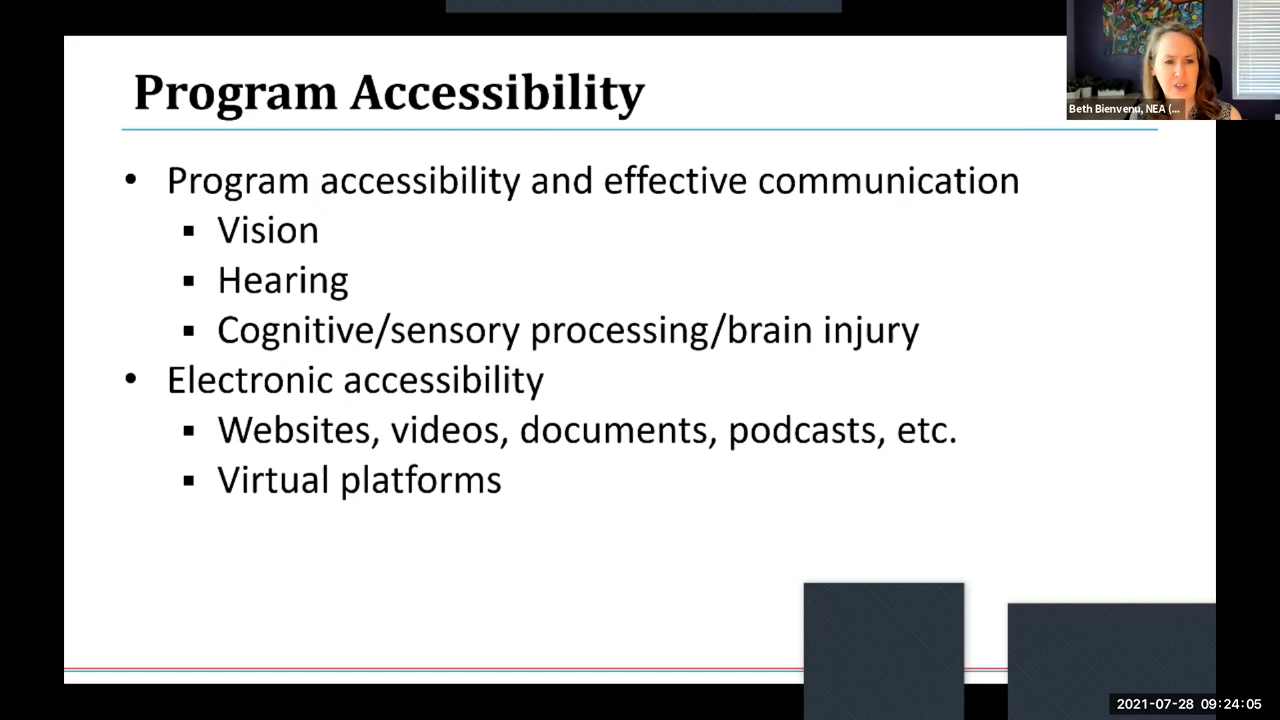 Program Accessibility
Beth Bienvenu, NEA (...
• Program accessibility and effective communication
▪ Vision
▪ Hearing
▪ Cognitive/sensory processing/brain injury
• Electronic accessibility
▪ Websites, videos, documents, podcasts, etc.
▪ Virtual platforms
2021-07-28 09:24:05